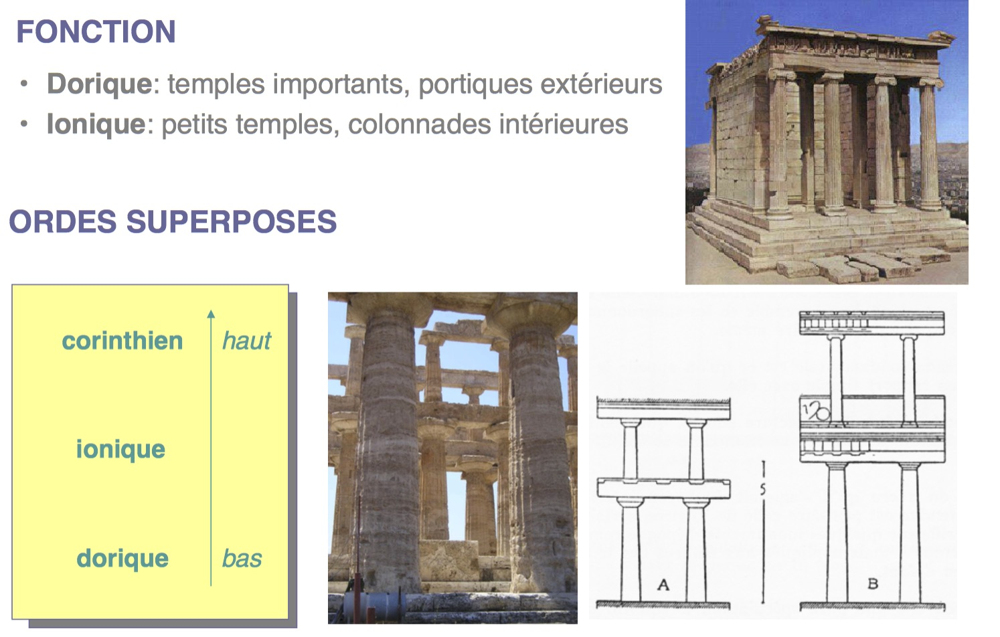 FONCTION
• Dorique: temples importants, portiques extérieurs
• Ionique: petits temples, colonnades intérieures
ORDES SUPERPOSES
corinthien haut
ionique
dorique bas
5
A
B